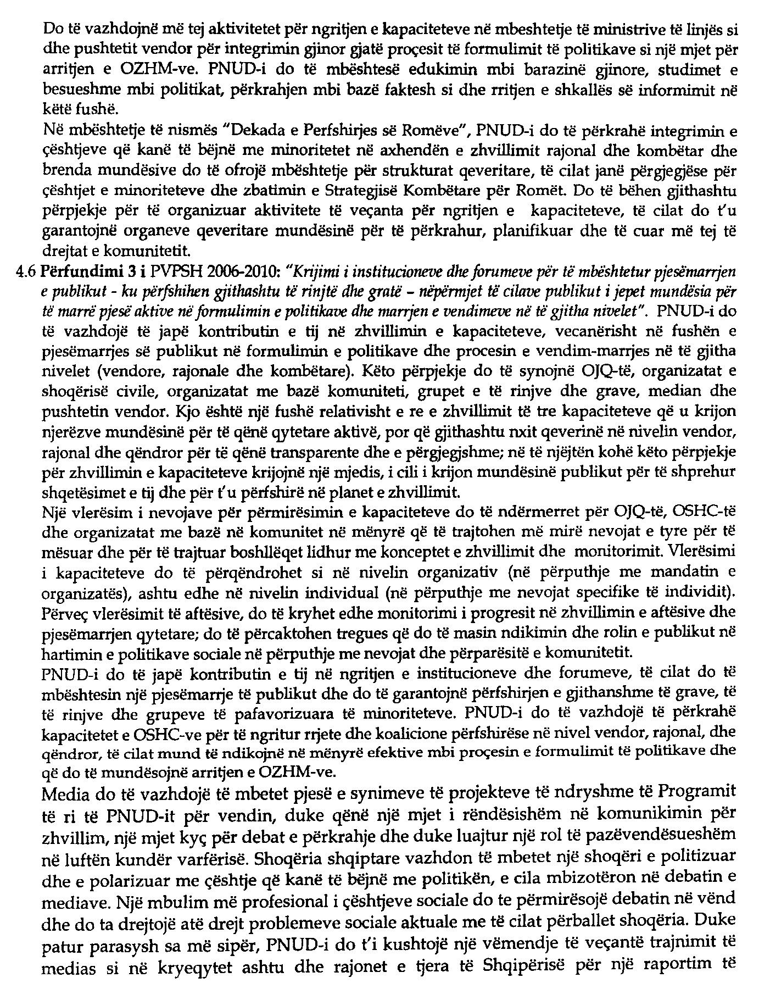 Do të vazhdojnë më tej aktivitetet për ngritjen e kapaciteteve në mbeshtetje të ministrive të linjës si
dhe pushtetit vendor për integrimin gjinor gjatë proçesit të formulimit të politikave si një mjet për
arritjen e OZHM-ve. PNUD-i do të mbështesë edukimin mbi barazinë gjinore, studimet e
besueshme mbi politikat, përkrahjen mbi bazë faktesh si dhe rritjen e shkallës së informimit në
këtë fushë.
Në mbështetje të nismës "Dekada e Perfshirjes së Romëve", PNUD-i do të përkrahë integrimin e
çështjeve që kanë të bëjnë me minoritetet në axhendën e zhvillimit rajonal dhe kombëtar dhe
brenda mundësive do të ofrojë mbështetje për strukturat qeveritare, të cilat janë përgjegjëse për
çështjet e minoriteteve dhe zbatimin e Strategjisë Kombëtare për Romët. Do të bëhen gjithashtu
përpjekje për të organizuar aktivitete të veçanta për ngritjen e kapaciteteve, të cilat do t'u
garantojnë organeve qeveritare mundësinë për të përkrahur, planifikuar dhe të cuar më tej të
drejtat e komunitetit.
4.6 Përfundimi 3 i PVPSH 2006-2010: "Krijimi i institucioneve dhe forumeve për të mbështetur pjesëmarrjen
e publikut - ku përfshihen gjithashtu të rinjtë dhe gratë – nëpërmjet të cilave publikut i jepet mundësia për
të marrë pjesë aktive në formulimin e politikave dhe marrjen e vendimeve në të gjitha nivelet". PNUD-i do
të vazhdojë të japë kontributin e tij në zhvillimin e kapaciteteve, vecanërisht në fushën e
pjesëmarrjes së publikut në formulimin e politikave dhe procesin e vendim-marrjes në të gjitha
nivelet (vendore, rajonale dhe kombëtare). Këto përpjekje do të synojnë OJQ-të, organizatat e
shoqërisë civile, organizatat me bazë komuniteti, grupet e të rinjve dhe grave, median dhe
pushtetin vendor. Kjo është një fushë relativisht e re e zhvillimit të tre kapaciteteve që u krijon
njerëzve mundësinë për të qënë qytetare aktivë, por që gjithashtu nxit qeverinë në nivelin vendor,
rajonal dhe qëndror për të qënë transparente dhe e përgjegjshme; në të njëjtën kohë këto përpjekje
për zhvillimin e kapaciteteve krijojnë një mjedis, i cili i krijon mundësinë publikut për të shprehur
shqetësimet e tij dhe për t'u përfshirë në planet e zhvillimit.
Një vlerësim i nevojave për përmirësimin e kapaciteteve do të ndërmerret për OJQ-të, OSHC-të
dhe organizatat me bazë në komunitet në mënyrë që të trajtohen më mirë nevojat e tyre për të
mësuar dhe për të trajtuar boshllëqet lidhur me konceptet e zhvillimit dhe monitorimit. Vlerësimi
i kapaciteteve do të përqëndrohet si në nivelin organizativ (në përputhje me mandatin e
organizatës), ashtu edhe në nivelin individual (në përputhje me nevojat specifike të individit).
Përveç vlerësimit të aftësive, do të kryhet edhe monitorimi i progresit në zhvillimin e aftësive dhe
pjesëmarrjen qytetare; do të përcaktohen tregues që do të masin ndikimin dhe rolin e publikut në
hartimin e politikave sociale në përputhje me nevojat dhe përparësitë e komunitetit.
PNUD-i do të japë kontributin e tij në ngritjen e institucioneve dhe forumeve, të cilat do të
mbështesin një pjesëmarrje të publikut dhe do të garantojnë përfshirjen e gjithanshme të grave, të
të rinjve dhe grupeve të pafavorizuara të minoriteteve. PNUD-i do të vazhdojë të përkrahë
kapacitetet e OSHC-ve për të ngritur rrjete dhe koalicione përfshirëse në nivel vendor, rajonal, dhe
qëndror, të cilat mund të ndikojnë në mënyrë efektive mbi proçesin e formulimit të politikave dhe
që do të mundësojnë arritjen e OZHM-ve.
Media do të vazhdojë të mbetet pjesë e synimeve të projekteve të ndryshme të Programit
të ri të PNUD-it për vendin, duke qënë një mjet i rëndësishëm në komunikimin për
zhvillim, një mjet kyç për debat e përkrahje dhe duke luajtur një rol të pazëvendësueshëm
në luftën kundër varfërisë. Shoqëria shqiptare vazhdon të mbetet një shoqëri e politizuar
dhe e polarizuar me çështje që kanë të bëjnë me politikën, e cila mbizotëron në debatin e
mediave. Një mbulim më profesional i çështjeve sociale do te përmirësojë debatin në vënd
dhe do ta drejtojë atë drejt problemeve sociale aktuale me të cilat përballet shoqëria. Duke
patur parasysh sa më sipër, PNUD-i do t'i kushtojë një vëmendje të veçantë trajnimit të
medias si në kryeqytet ashtu dhe rajonet e tjera të Shqipërisë për një raportim të